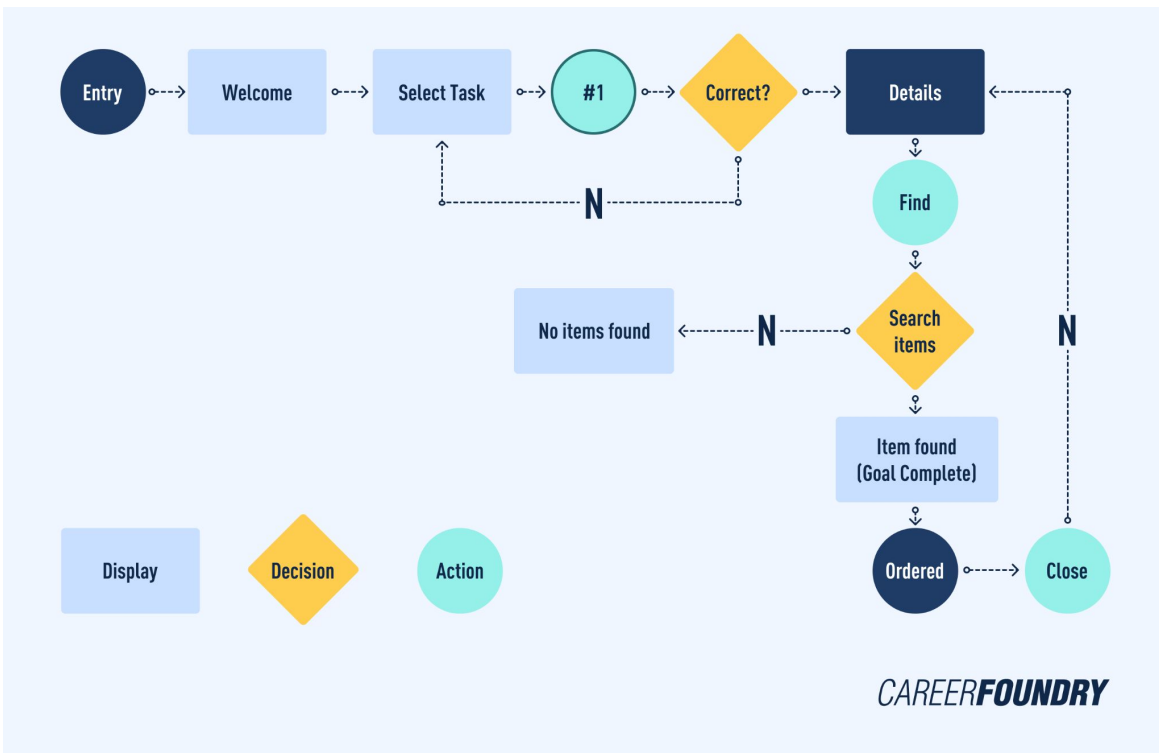 Entry
Welcome
Select Task
#1
Correct?
Details
N
Find
No items found
N
Search
items
N
Item found
(Goal Complete)
Display
Decision
Action
Ordered
Close
CAREERFOUNDRY